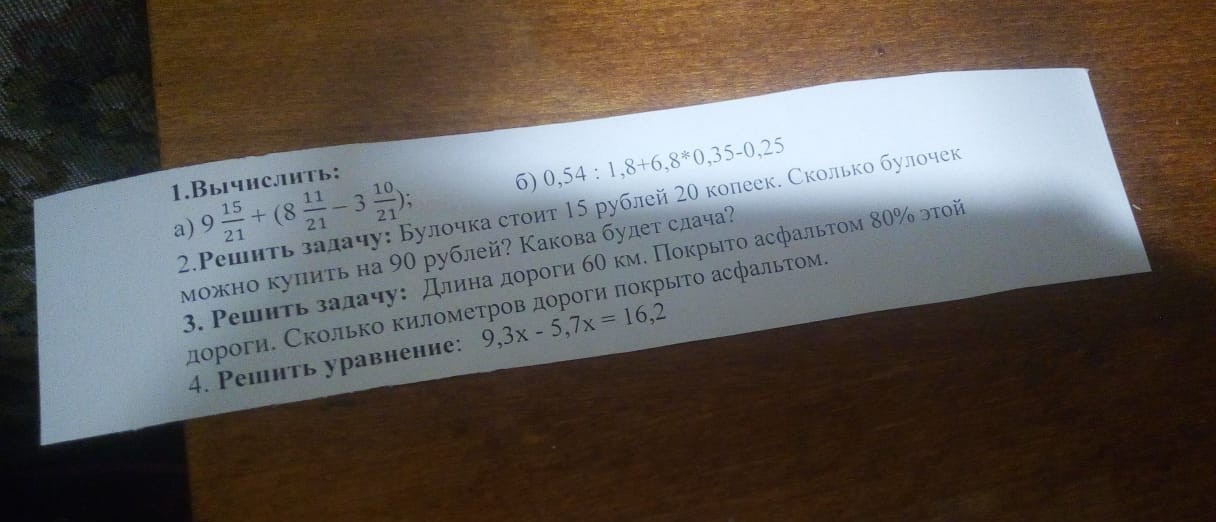 1.Вычислить:
а) 9 15/21 + (8 11/21 − 3 10/21); б) 0,54 : 1,8+6,8*0,35-0,25
2.Решить задачу: Булочка стоит 15 рублей 20 копеек. Сколько булочек
можно купить на 90 рублей? Какова будет сдача?
3. Решить задачу: Длина дороги 60 км. Покрыто асфальтом 80% этой
дороги. Сколько километров дороги покрыто асфальтом.
4. Решить уравнение: 9,3х - 5,7х = 16,2